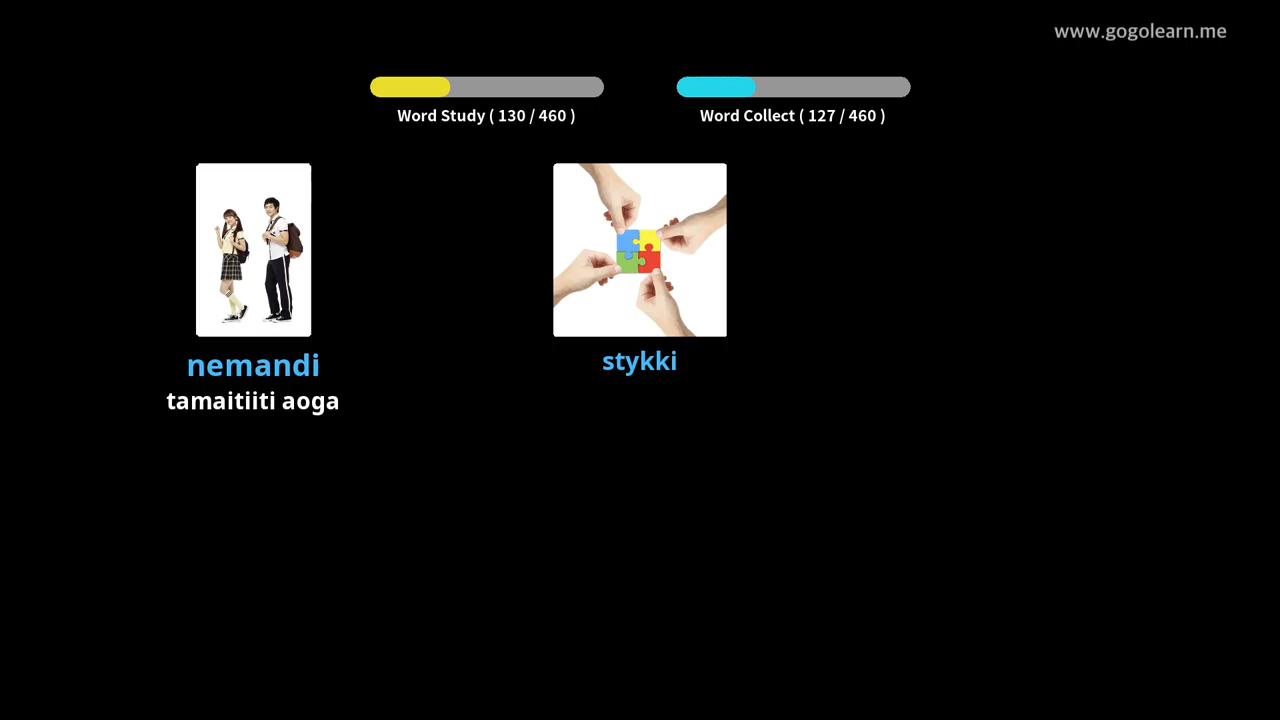 www.gogolearn.me
Word Study ( 130 / 460 )
Word Collect ( 127 / 460 )
nemandi
tamaitiiti aoga
stykki